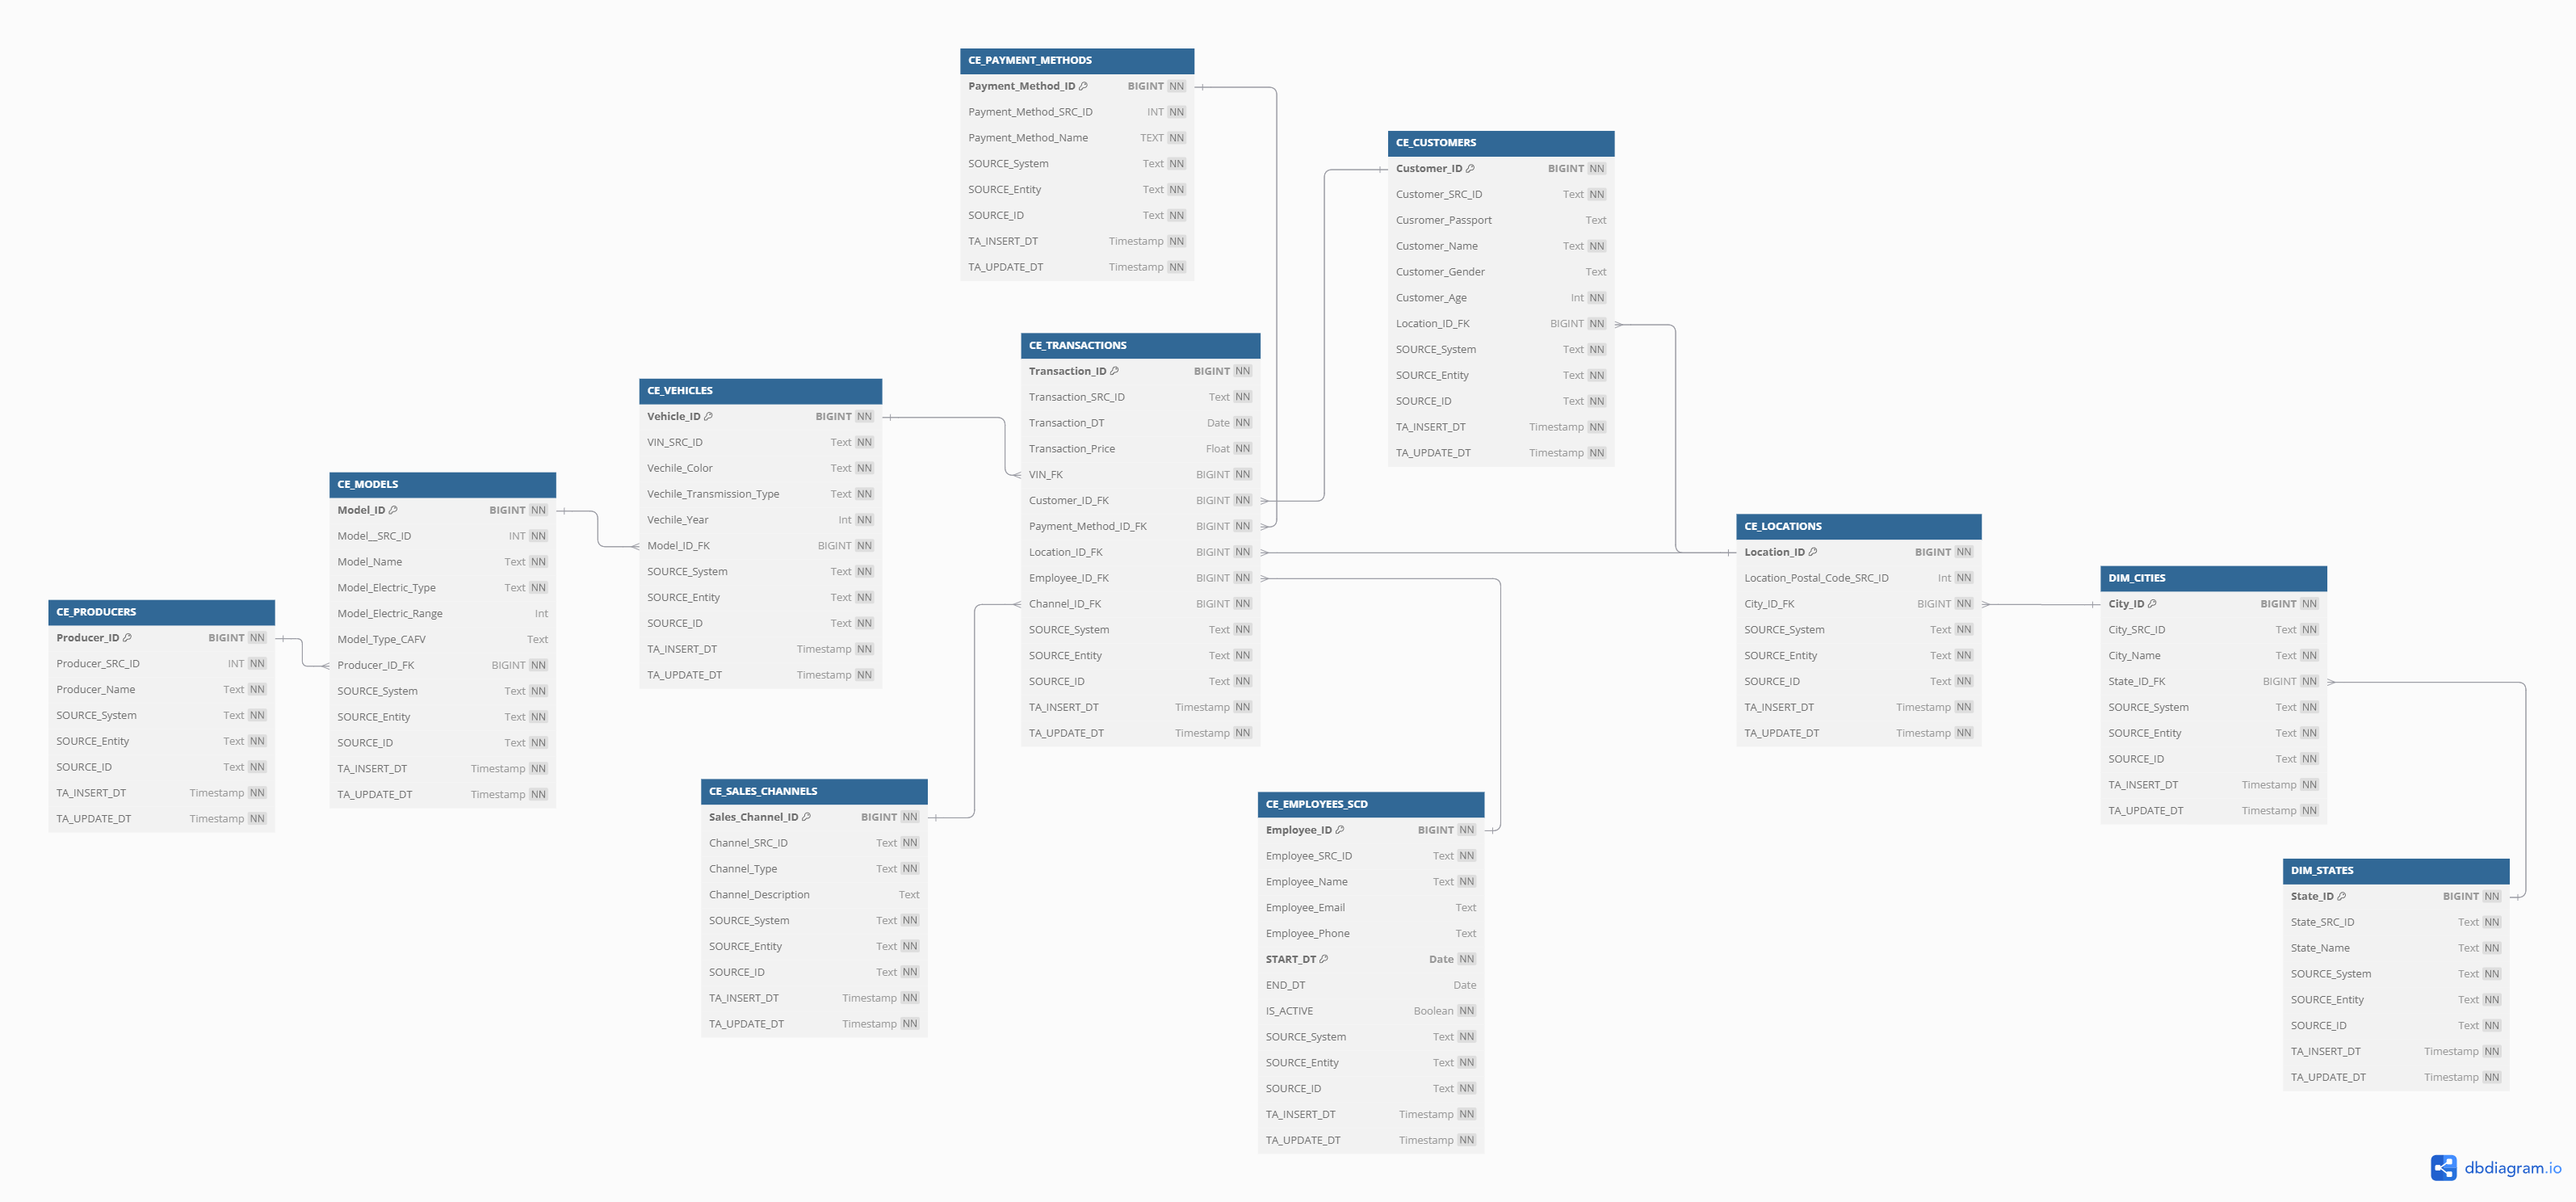 CE_PAYMENT_METHODS
Payment_Method_ID BIGINT NN
Payment_Method_SRC_ID INT NN
Payment_Method_Name TEXT NN
SOURCE_System Text NN
SOURCE_Entity Text NN
SOURCE_ID Text NN
TA_INSERT_DT Timestamp NN
TA_UPDATE_DT Timestamp NN
CE_CUSTOMERS
Customer_ID BIGINT NN
Customer_SRC_ID Text NN
Cusromer_Passport Text
Customer_Name Text NN
Customer_Gender Text
Customer_Age Int NN
Location_ID_FK BIGINT NN
SOURCE_System Text NN
SOURCE_Entity Text NN
SOURCE_ID Text NN
TA_INSERT_DT Timestamp NN
TA_UPDATE_DT Timestamp NN
CE_TRANSACTIONS
Transaction_ID BIGINT NN
Transaction_SRC_ID Text NN
Transaction_DT Date NN
Transaction_Price Float NN
VIN_FK BIGINT NN
Customer_ID_FK BIGINT NN
Payment_Method_ID_FK BIGINT NN
Location_ID_FK BIGINT NN
Employee_ID_FK BIGINT NN
Channel_ID_FK BIGINT NN
SOURCE_System Text NN
SOURCE_Entity Text NN
SOURCE_ID Text NN
TA_INSERT_DT Timestamp NN
TA_UPDATE_DT Timestamp NN
CE_VEHICLES
Vehicle_ID BIGINT NN
VIN_SRC_ID Text NN
Vechile_Color Text NN
Vechile_Transmission_Type Text NN
Vechile_Year Int NN
Model_ID_FK BIGINT NN
SOURCE_System Text NN
SOURCE_Entity Text NN
SOURCE_ID Text NN
TA_INSERT_DT Timestamp NN
TA_UPDATE_DT Timestamp NN
CE_MODELS
Model_ID BIGINT NN
Model__SRC_ID INT NN
Model_Name Text NN
Model_Electric_Type Text NN
Model_Electric_Range Int
Model_Type_CAFV Text
Producer_ID_FK BIGINT NN
SOURCE_System Text NN
SOURCE_Entity Text NN
SOURCE_ID Text NN
TA_INSERT_DT Timestamp NN
TA_UPDATE_DT Timestamp NN
CE_PRODUCERS
Producer_ID BIGINT NN
Producer_SRC_ID INT NN
Producer_Name Text NN
SOURCE_System Text NN
SOURCE_Entity Text NN
SOURCE_ID Text NN
TA_INSERT_DT Timestamp NN
TA_UPDATE_DT Timestamp NN
CE_LOCATIONS
Location_ID BIGINT NN
Location_Postal_Code_SRC_ID Int NN
City_ID_FK BIGINT NN
SOURCE_System Text NN
SOURCE_Entity Text NN
SOURCE_ID Text NN
TA_INSERT_DT Timestamp NN
TA_UPDATE_DT Timestamp NN
DIM_CITIES
City_ID BIGINT NN
City_SRC_ID Text NN
City_Name Text NN
State_ID_FK BIGINT NN
SOURCE_System Text NN
SOURCE_Entity Text NN
SOURCE_ID Text NN
TA_INSERT_DT Timestamp NN
TA_UPDATE_DT Timestamp NN
CE_SALES_CHANNELS
Sales_Channel_ID BIGINT NN
Channel_SRC_ID Text NN
Channel_Type Text NN
Channel_Description Text
SOURCE_System Text NN
SOURCE_Entity Text NN
SOURCE_ID Text NN
TA_INSERT_DT Timestamp NN
TA_UPDATE_DT Timestamp NN
CE_EMPLOYEES_SCD
Employee_ID BIGINT NN
Employee_SRC_ID Text NN
Employee_Name Text NN
Employee_Email Text
Employee_Phone Text
START_DT Date NN
END_DT Date
IS_ACTIVE Boolean NN
SOURCE_System Text NN
SOURCE_Entity Text NN
SOURCE_ID Text NN
TA_INSERT_DT Timestamp NN
TA_UPDATE_DT Timestamp NN
DIM_STATES
State_ID BIGINT NN
State_SRC_ID Text NN
State_Name Text NN
SOURCE_System Text NN
SOURCE_Entity Text NN
SOURCE_ID Text NN
TA_INSERT_DT Timestamp NN
TA_UPDATE_DT Timestamp NN
dbdiagram.io